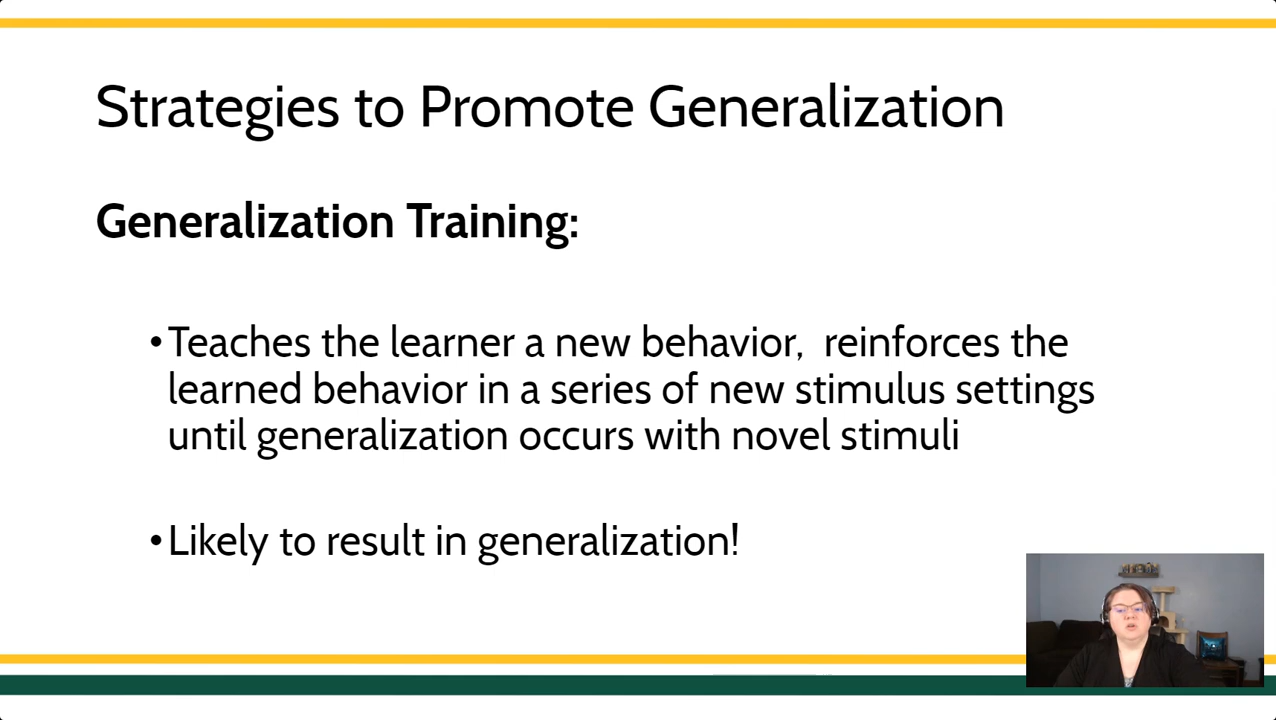 Strategies to Promote Generalization
Generalization Training:
•Teaches the learner a new behavior,  reinforces the
learned behavior in a series of new stimulus settings
until generalization occurs with novel stimuli
•Likely to result in generalization!